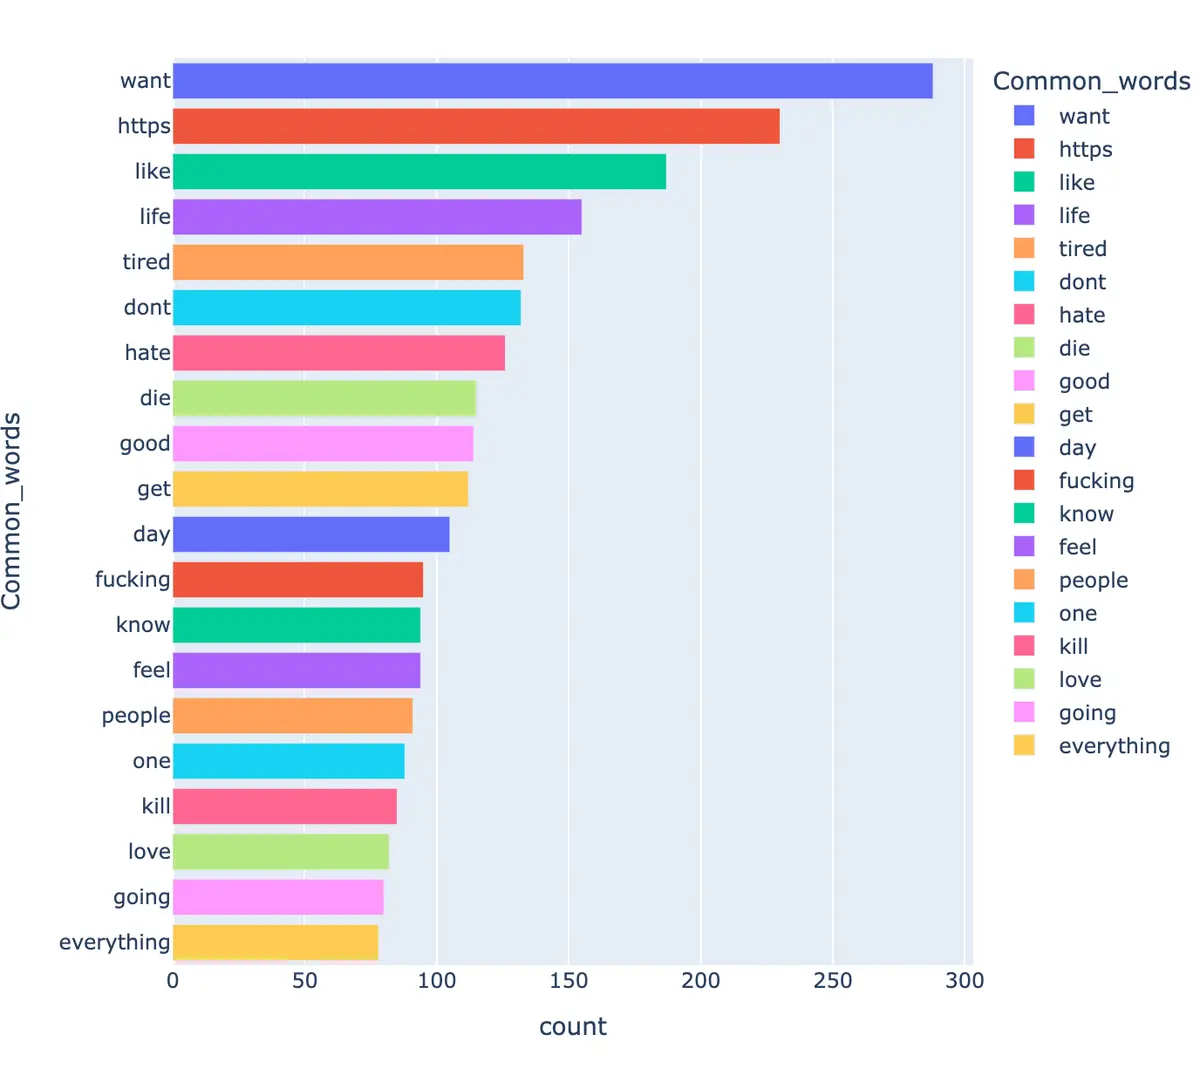 Common_words
want
https
like
life
tired
dont
hate
die
good
get
day
fucking
know
feel
people
one
kill
love
going
everything
0 50 100 150 200 250 300
count
Common_words
want
https
like
life
tired
dont
hate
die
good
get
day
fucking
know
feel
people
one
kill
love
going
everything